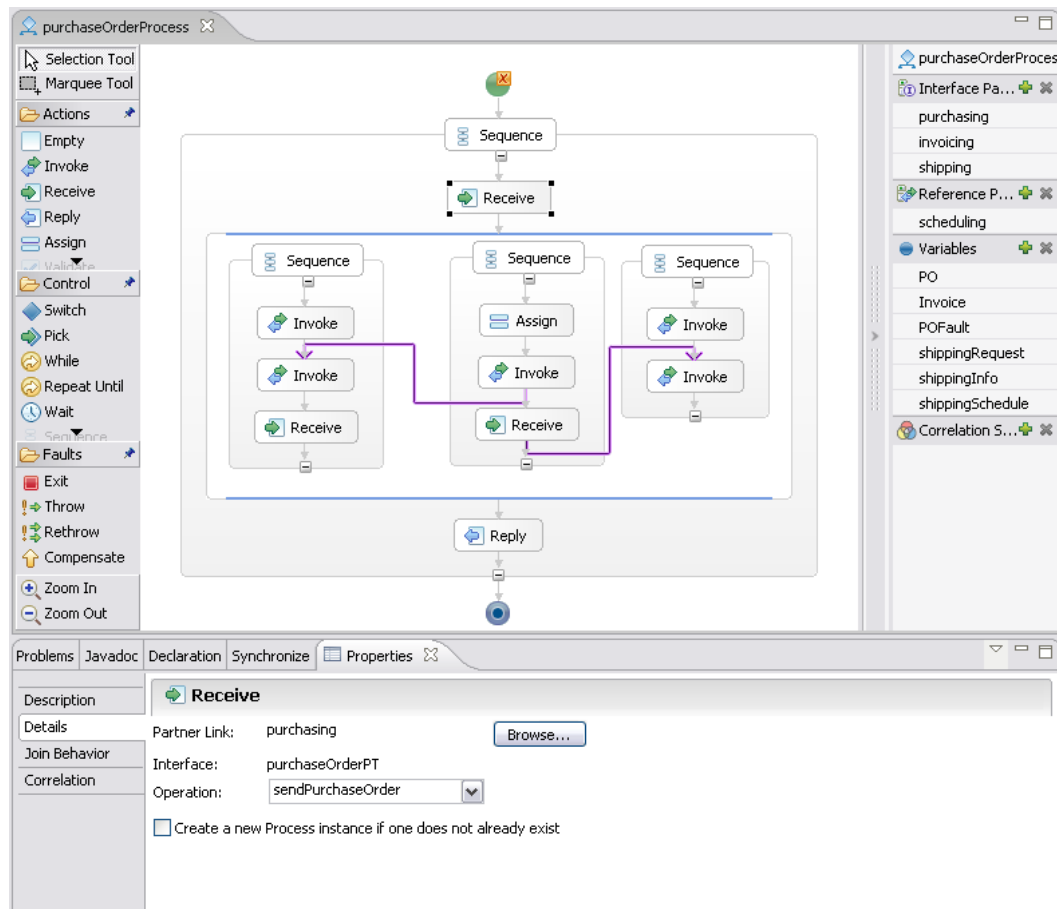 purchaseOrderProcess
Selection Tool
Marquee Tool
Actions
Empty
Invoke
Receive
Reply
Assign
Validate
Control
Switch
Pick
While
Repeat Until
Wait
Sequence
Faults
Exit
Throw
Rethrow
Compensate
Zoom In
Zoom Out
Sequence
Receive
Sequence
Invoke
Invoke
Receive
Sequence
Assign
Invoke
Receive
Sequence
Invoke
Invoke
Reply
purchaseOrderProces
Interface Pa...
purchasing
invoicing
shipping
Reference P...
scheduling
Variables
PO
Invoice
POFault
shippingRequest
shippingInfo
shippingSchedule
Correlation S...
Problems Javadoc Declaration Synchronize Properties
Description
Details
Join Behavior
Correlation
Receive
Partner Link: purchasing Browse...
Interface: purchaseOrderPT
Operation: sendPurchaseOrder
Create a new Process instance if one does not already exist